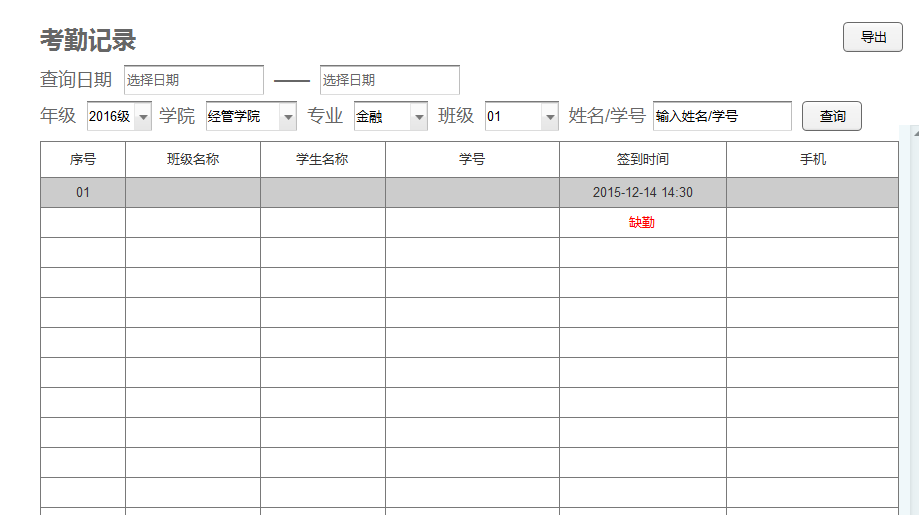 考勤记录 导出
查询日期 选择日期 —— 选择日期
年级 2016级 学院 经管学院 专业 金融 班级 01 姓名/学号 输入姓名/学号 查询
序号 班级名称 学生名称 学号 签到时间 手机
01 2015-12-14 14:30
缺勤